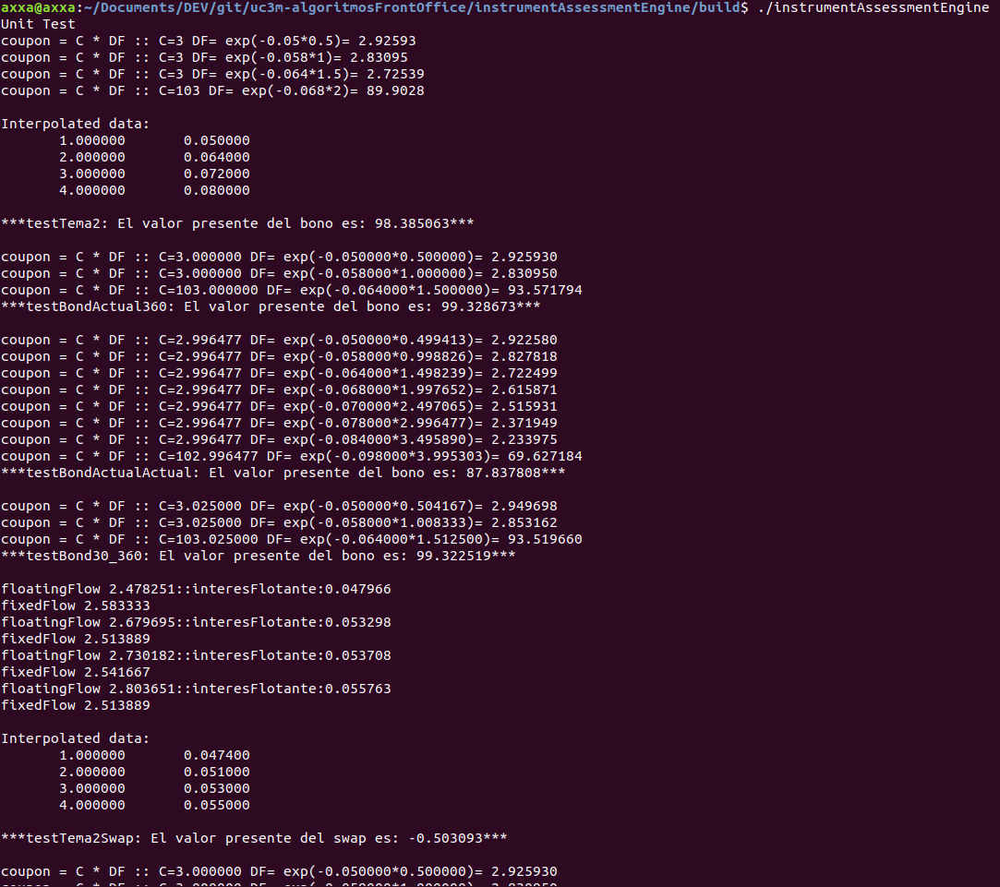 axxa@axxa:~/Documents/DEV/git/uc3m-algoritmosFrontOffice/instrumentAssessmentEngine/build$ ./instrumentAssessmentEngine
Unit Test
coupon = C * DF :: C=3 DF= exp(-0.05*0.5)= 2.92593
coupon = C * DF :: C=3 DF= exp(-0.058*1)= 2.83095
coupon = C * DF :: C=3 DF= exp(-0.064*1.5)= 2.72539
coupon = C * DF :: C=103 DF= exp(-0.068*2)= 89.9028
Interpolated data:
1.000000 0.050000
2.000000 0.064000
3.000000 0.072000
4.000000 0.080000
***testTema2: El valor presente del bono es: 98.385063***
coupon = C * DF :: C=3.000000 DF= exp(-0.050000*0.500000)= 2.925930
coupon = C * DF :: C=3.000000 DF= exp(-0.058000*1.000000)= 2.830950
coupon = C * DF :: C=103.000000 DF= exp(-0.064000*1.500000)= 93.571794
***testBondActual360: El valor presente del bono es: 99.328673***
coupon = C * DF :: C=2.996477 DF= exp(-0.050000*0.499413)= 2.922580
coupon = C * DF :: C=2.996477 DF= exp(-0.058000*0.998826)= 2.827818
coupon = C * DF :: C=2.996477 DF= exp(-0.064000*1.498239)= 2.722499
coupon = C * DF :: C=2.996477 DF= exp(-0.068000*1.997652)= 2.615871
coupon = C * DF :: C=2.996477 DF= exp(-0.070000*2.497065)= 2.515931
coupon = C * DF :: C=2.996477 DF= exp(-0.078000*2.996477)= 2.371949
coupon = C * DF :: C=2.996477 DF= exp(-0.084000*3.495890)= 2.233975
coupon = C * DF :: C=102.996477 DF= exp(-0.098000*3.995303)= 69.627184
***testBondActualActual: El valor presente del bono es: 87.837808***
coupon = C * DF :: C=3.025000 DF= exp(-0.050000*0.504167)= 2.949698
coupon = C * DF :: C=3.025000 DF= exp(-0.058000*1.008333)= 2.853162
coupon = C * DF :: C=103.025000 DF= exp(-0.064000*1.512500)= 93.519660
***testBond30_360: El valor presente del bono es: 99.322519***
floatingFlow 2.478251::interesFlotante:0.047966
fixedFlow 2.583333
floatingFlow 2.679695::interesFlotante:0.053298
fixedFlow 2.513889
floatingFlow 2.730182::interesFlotante:0.053708
fixedFlow 2.541667
floatingFlow 2.803651::interesFlotante:0.055763
fixedFlow 2.513889
Interpolated data:
1.000000 0.047400
2.000000 0.051000
3.000000 0.053000
4.000000 0.055000
***testTema2Swap: El valor presente del swap es: -0.503093***
coupon = C * DF :: C=3.000000 DF= exp(-0.050000*0.500000)= 2.925930
coupon = C * DF :: C=3.000000 DF= exp(-0.058000*1.000000)= 2.830950